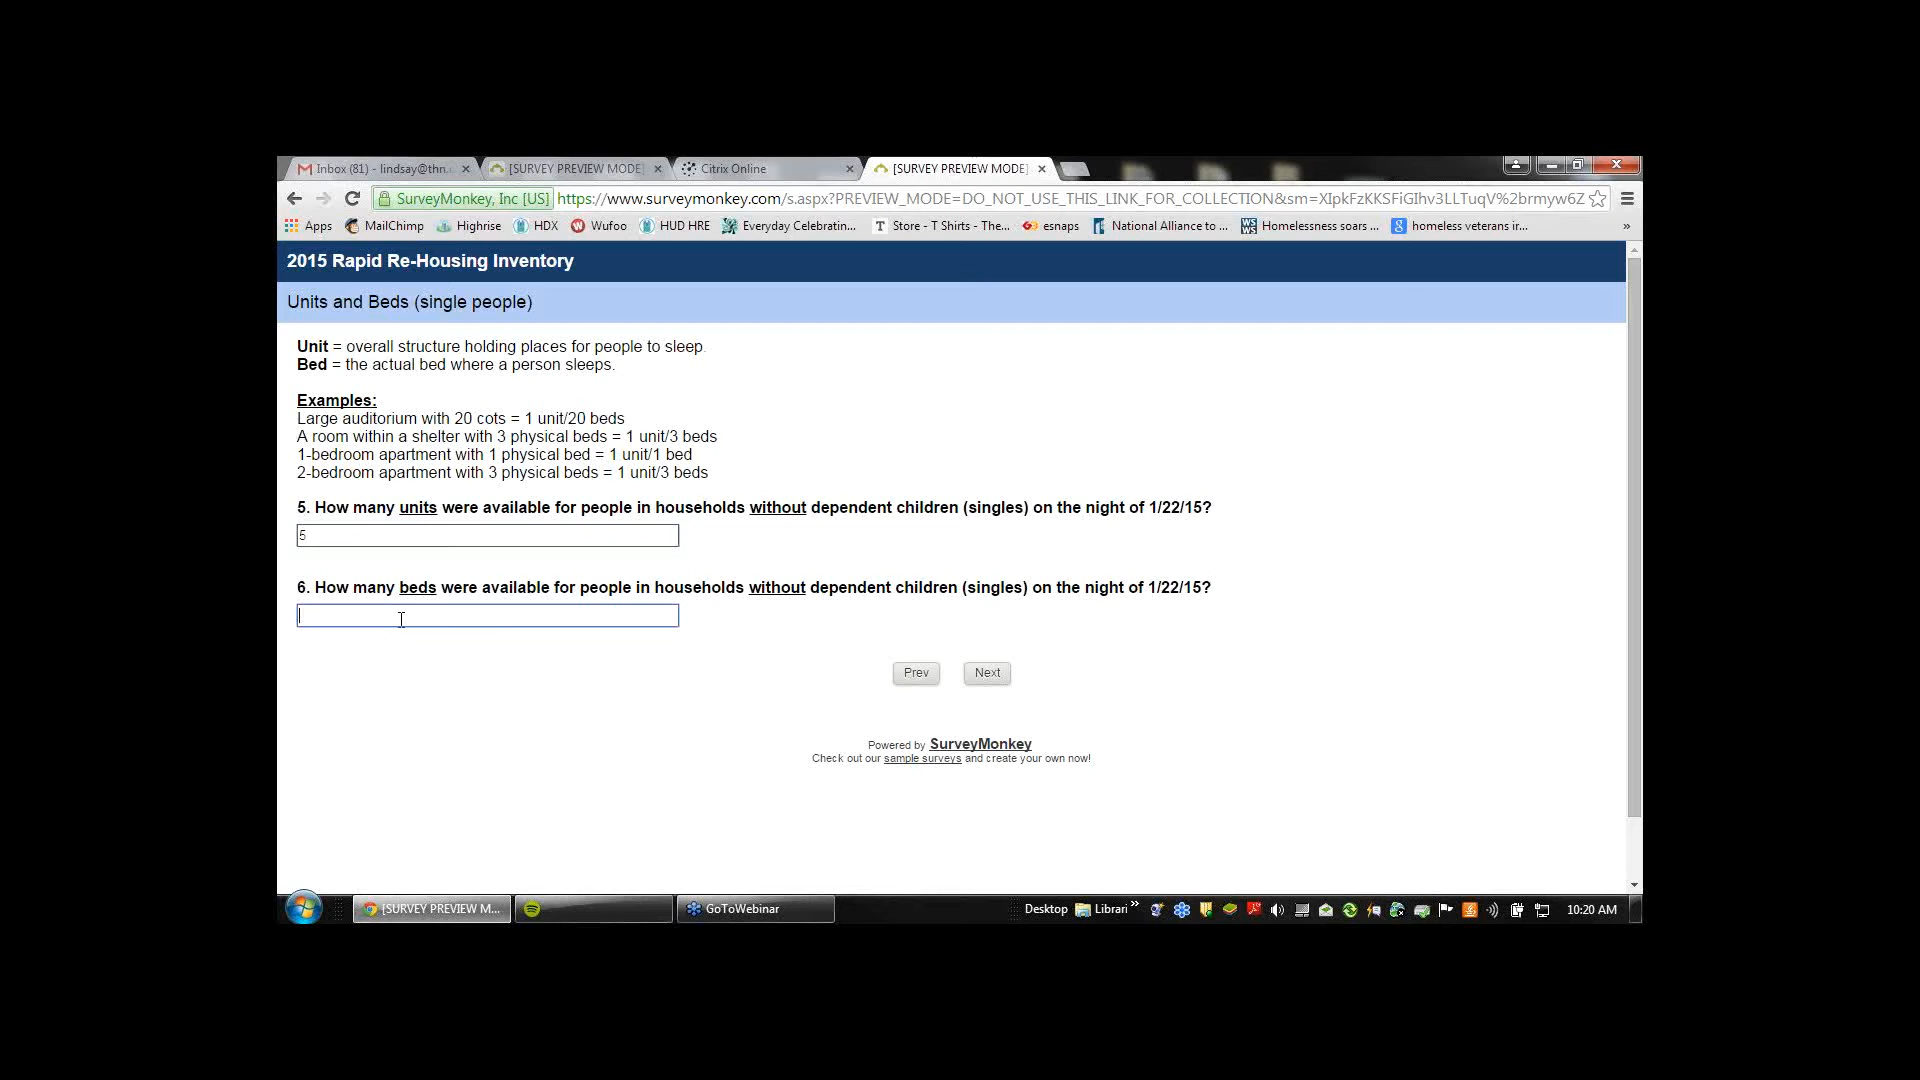 Inbox (81) - lindsay@thn.
[SURVEY PREVIEW MODE]
Citrix Online
[SURVEY PREVIEW MODE]
SurveyMonkey, Inc [US]
https://www.surveymonkey.com/s.aspx?PREVIEW_MODE=DO_NOT_USE_THIS_LINK_FOR_COLLECTION&sm=XIpkFzKKSFiGIhv3LLTuqV%2brmyw6Z
Apps MailChimp Highrise HDX Wufoo HUD HRE Everyday Celebratin... Store - T Shirts - The... esnaps National Alliance to ... Homelessness soars ... homeless veterans ir... »
2015 Rapid Re-Housing Inventory
Units and Beds (single people)
Unit = overall structure holding places for people to sleep.
Bed = the actual bed where a person sleeps.
Examples:
Large auditorium with 20 cots = 1 unit/20 beds
A room within a shelter with 3 physical beds = 1 unit/3 beds
1-bedroom apartment with 1 physical bed = 1 unit/1 bed
2-bedroom apartment with 3 physical beds = 1 unit/3 beds
5. How many units were available for people in households without dependent children (singles) on the night of 1/22/15?
5
6. How many beds were available for people in households without dependent children (singles) on the night of 1/22/15?
Prev Next
Powered by SurveyMonkey
Check out our sample surveys and create your own now!
[SURVEY PREVIEW M... GoToWebinar Desktop Librari » 10:20 AM